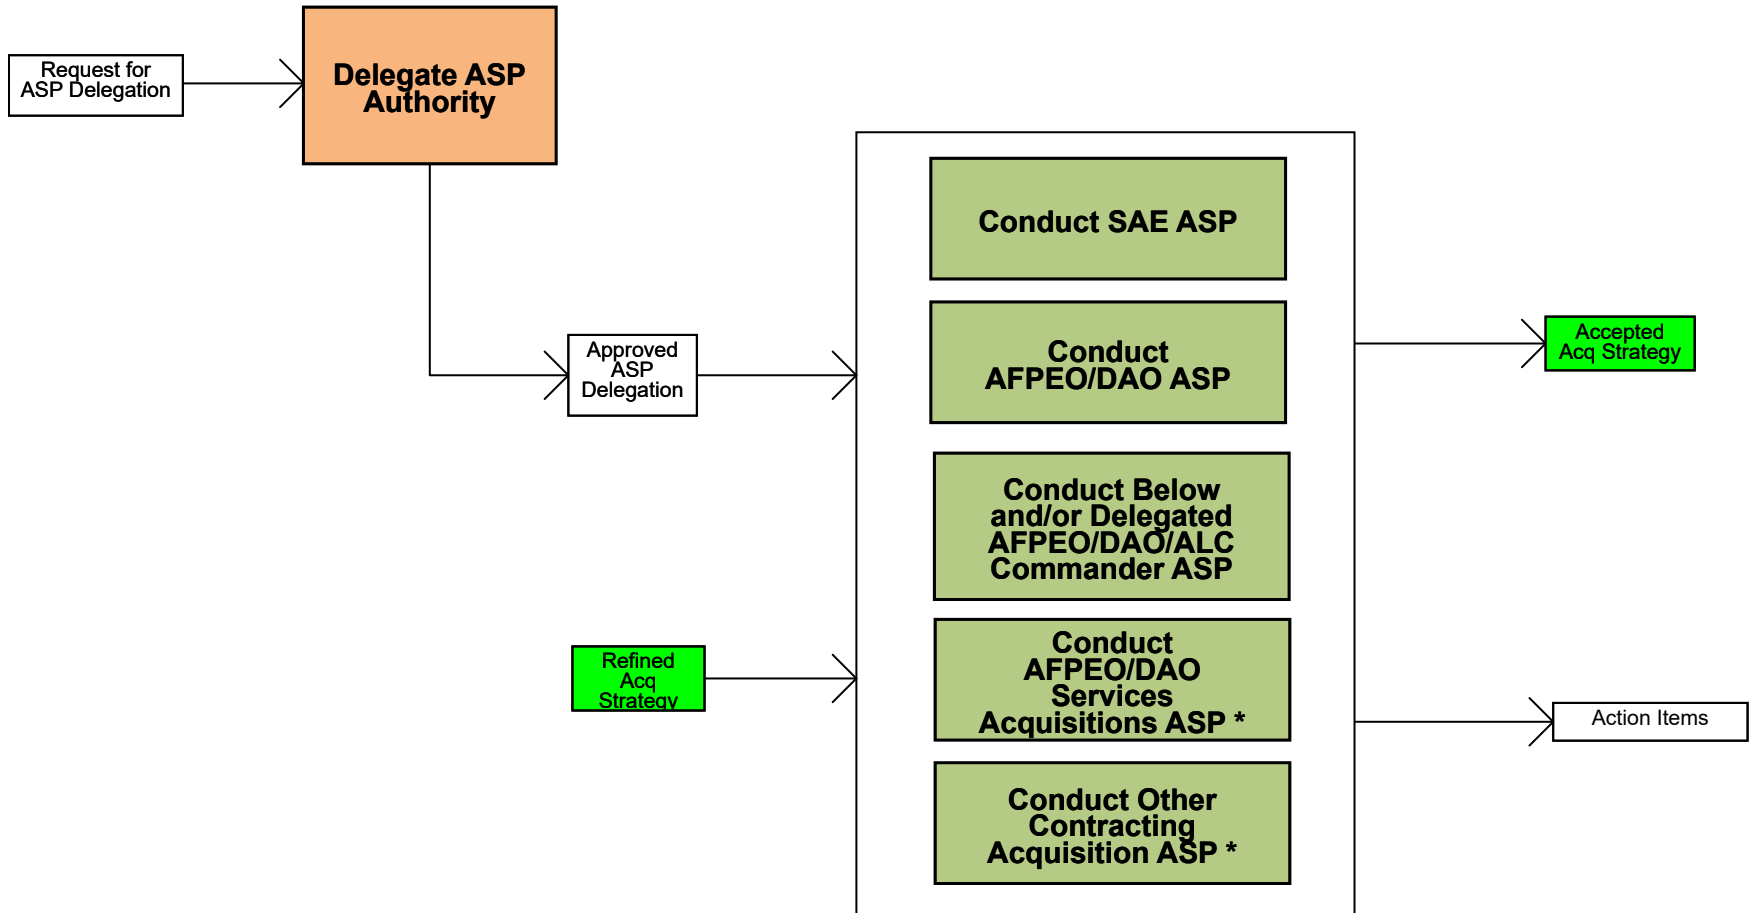 Request for
ASP Delegation
Delegate ASP
Authority
Conduct SAE ASP
Conduct
AFPEO/DAO ASP
Approved
ASP
Delegation
Accepted
Acq Strategy
Conduct Below
and/or Delegated
AFPEO/DAO/ALC
Commander ASP
Refined
Acq
Strategy
Conduct
AFPEO/DAO
Services
Acquisitions ASP *
Action Items
Conduct Other
Contracting
Acquisition ASP *